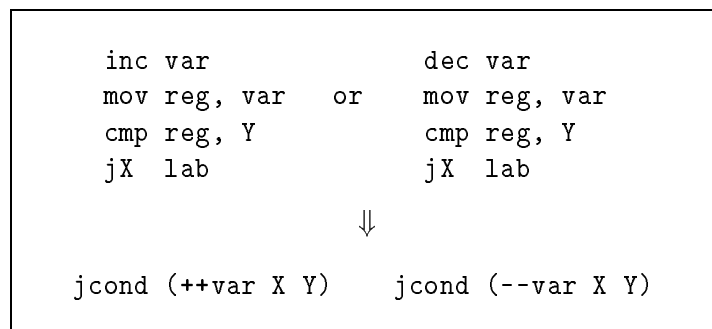 inc var dec var
mov reg, var or mov reg, var
cmp reg, Y cmp reg, Y
jX lab jX lab
⇓
jcond (++var X Y) jcond (--var X Y)